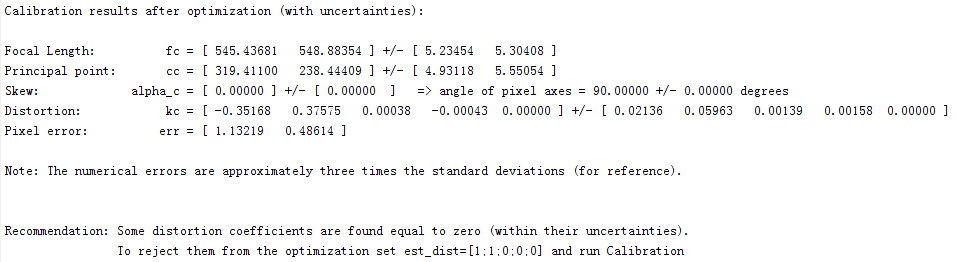 Calibration results after optimization (with uncertainties):
Focal Length: fc = [ 545.43681 548.88354 ] +/- [ 5.23454 5.30408 ]
Principal point: cc = [ 319.41100 238.44409 ] +/- [ 4.93118 5.55054 ]
Skew: alpha_c = [ 0.00000 ] +/- [ 0.00000 ] => angle of pixel axes = 90.00000 +/- 0.00000 degrees
Distortion: kc = [ -0.35168 0.37575 0.00038 -0.00043 0.00000 ] +/- [ 0.02136 0.05963 0.00139 0.00158 0.00000 ]
Pixel error: err = [ 1.13219 0.48614 ]
Note: The numerical errors are approximately three times the standard deviations (for reference).
Recommendation: Some distortion coefficients are found equal to zero (within their uncertainties).
To reject them from the optimization set est_dist=[1;1;0;0;0] and run Calibration